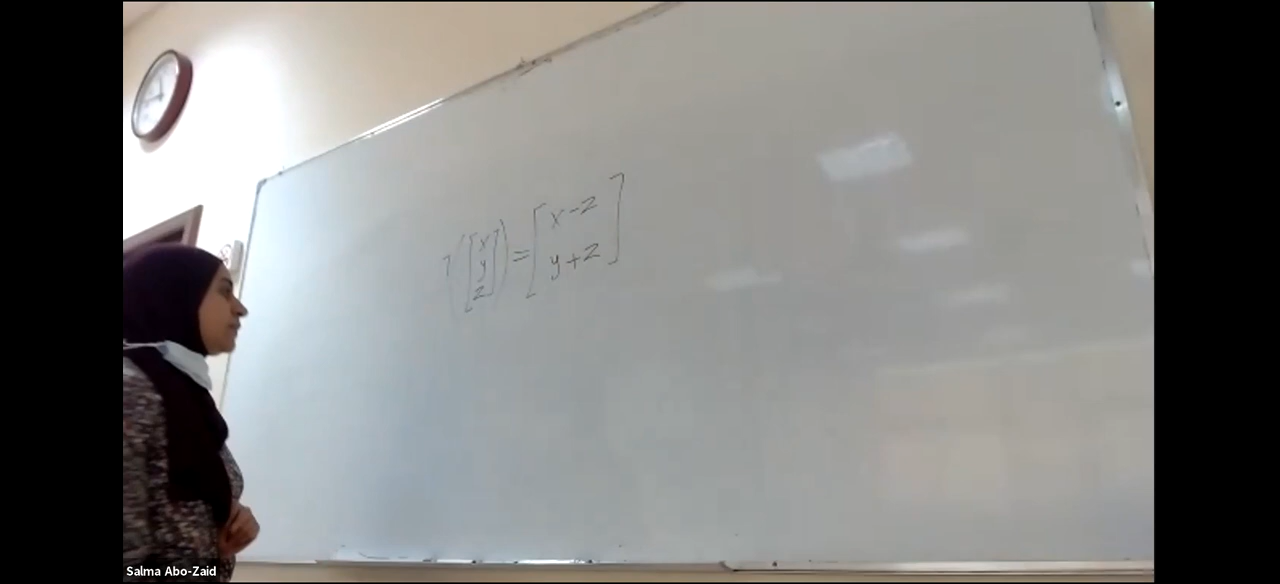 T([x y z]) = [x-z
y+z]
Salma Abo-Zaid